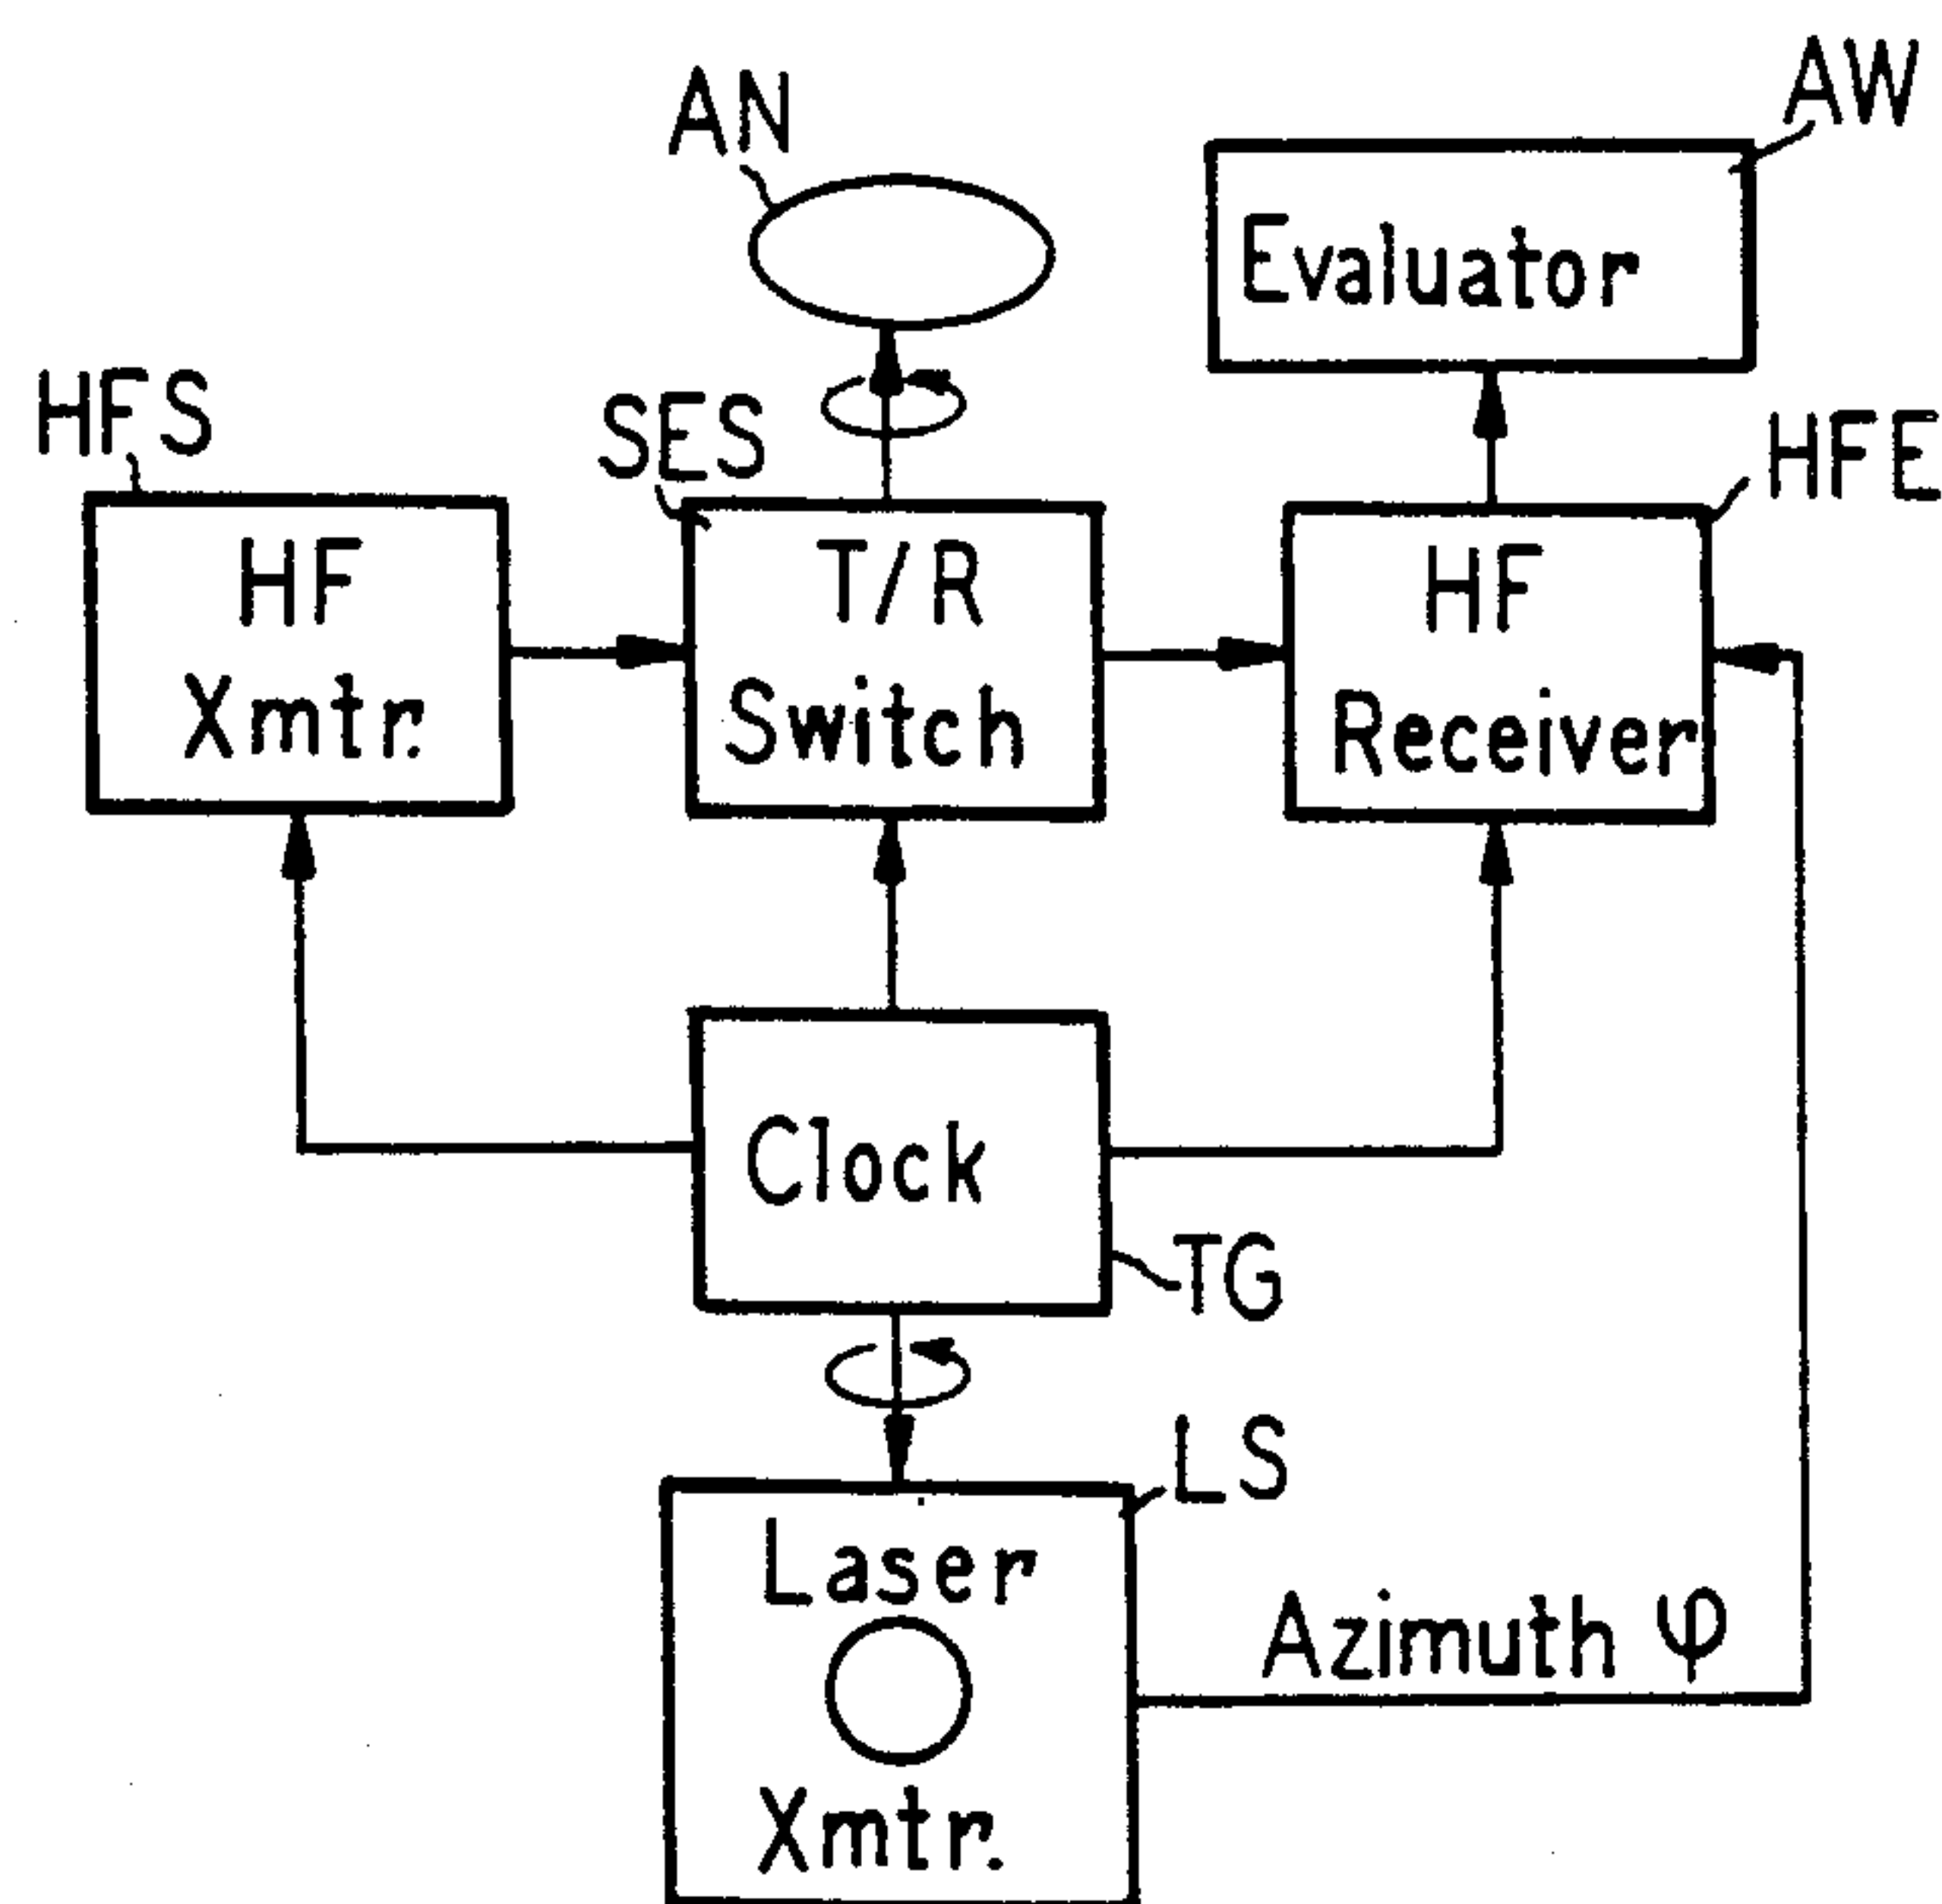 AN
AW
Evaluator
HFS
SES
HFE
HF
Xmtr.
T/R
Switch
HF
Receiver
Clock
TG
LS
Laser
Xmtr.
Azimuth φ